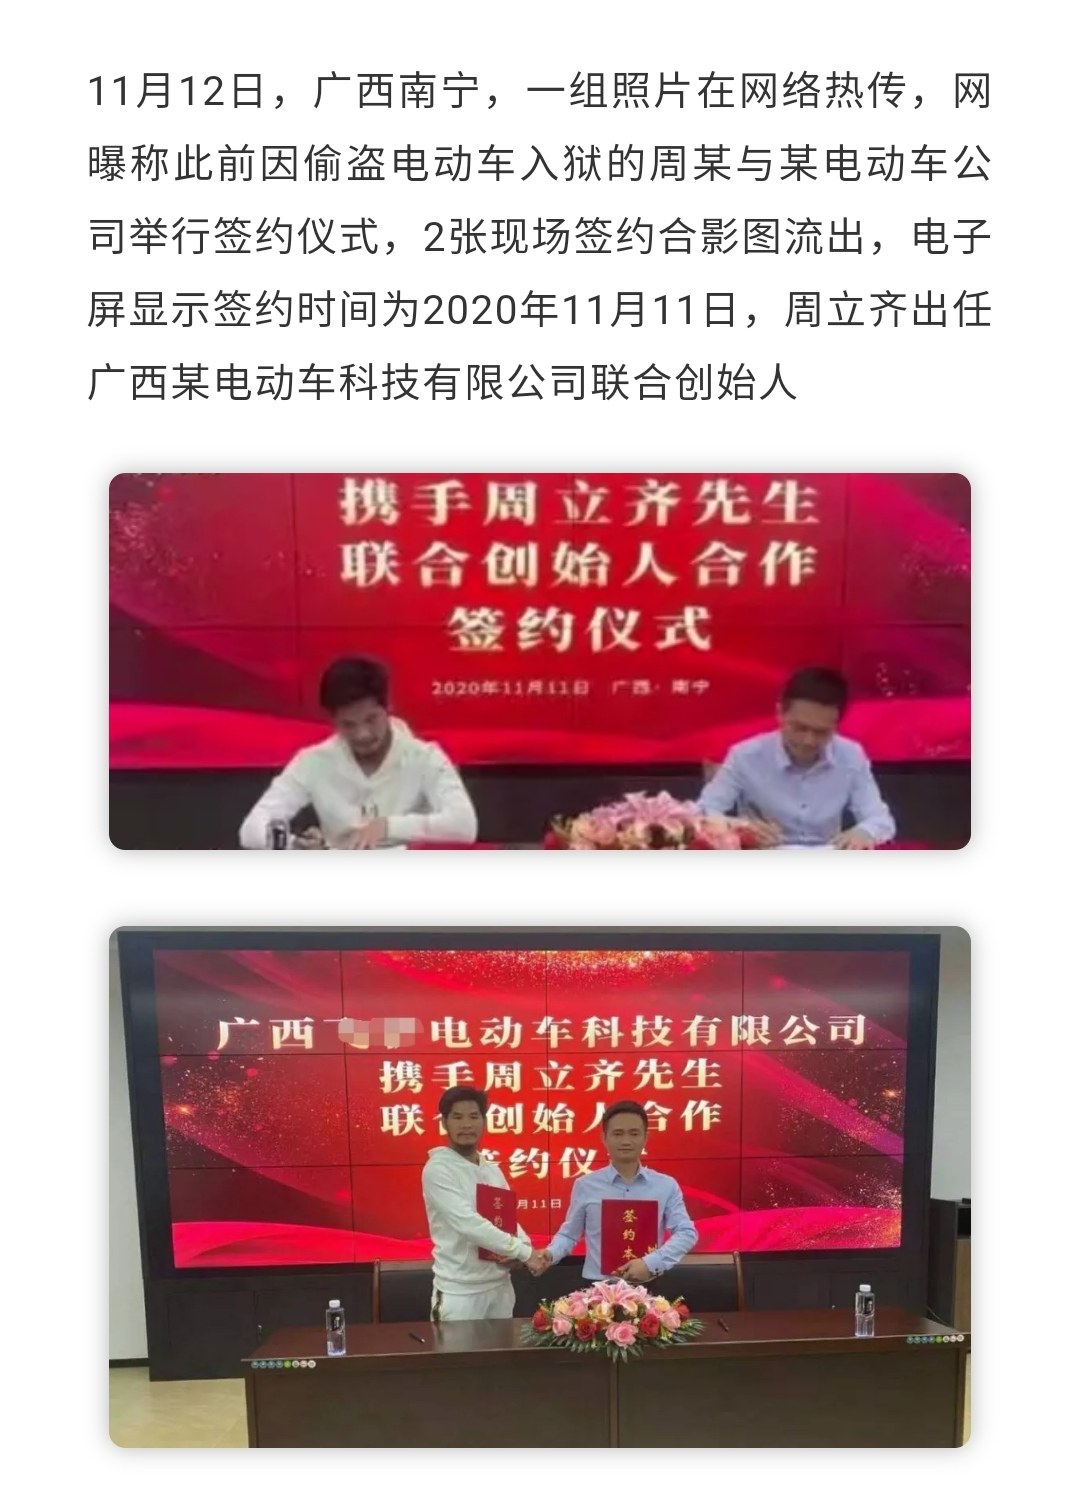 11月12日，广西南宁，一组照片在网络热传，网
曝称此前因偷盗电动车入狱的周某与某电动车公
司举行签约仪式，2张现场签约合影图流出，电子
屏显示签约时间为2020年11月11日，周立齐出任
广西某电动车科技有限公司联合创始人
携手周立齐先生
联合创始人合作
签约仪式
2020年11月11日 广西·南宁
广西 电动车科技有限公司
携手周立齐先生
联合创始人合作
签约仪
月11日
签约
签约本